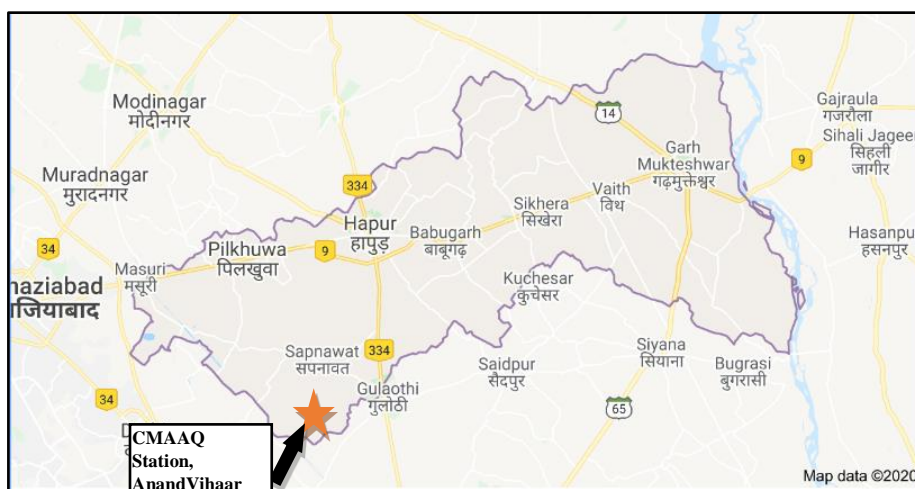 Modinagar
मोदीनगर
Gajraula
गजरौला
14
Sihali Jageer
सिहली
जागीर
Muradnagar
मुरादनगर
Garh
Mukteshwar
गढ़मुक्तेश्वर
9
334
Vaith
विथ
Sikhera
सिखेरा
Hapur
हापुड़
Babugarh
बाबूगढ़
Hasanpur
हसनपुर
34
Pilkhuwa
पिलखुवा
9
Masuri
मसूरी
Kuchesar
कुचेसर
haziabad
जियाबाद
Sapnawat
सपनावत
334
Siyana
सियाना
Saidpur
सैदपुर
Bugrasi
बुगरासी
Gulaothi
गुलोठी
34
65
CMAAQ
Station,
AnandVihaar
Map data ©2020